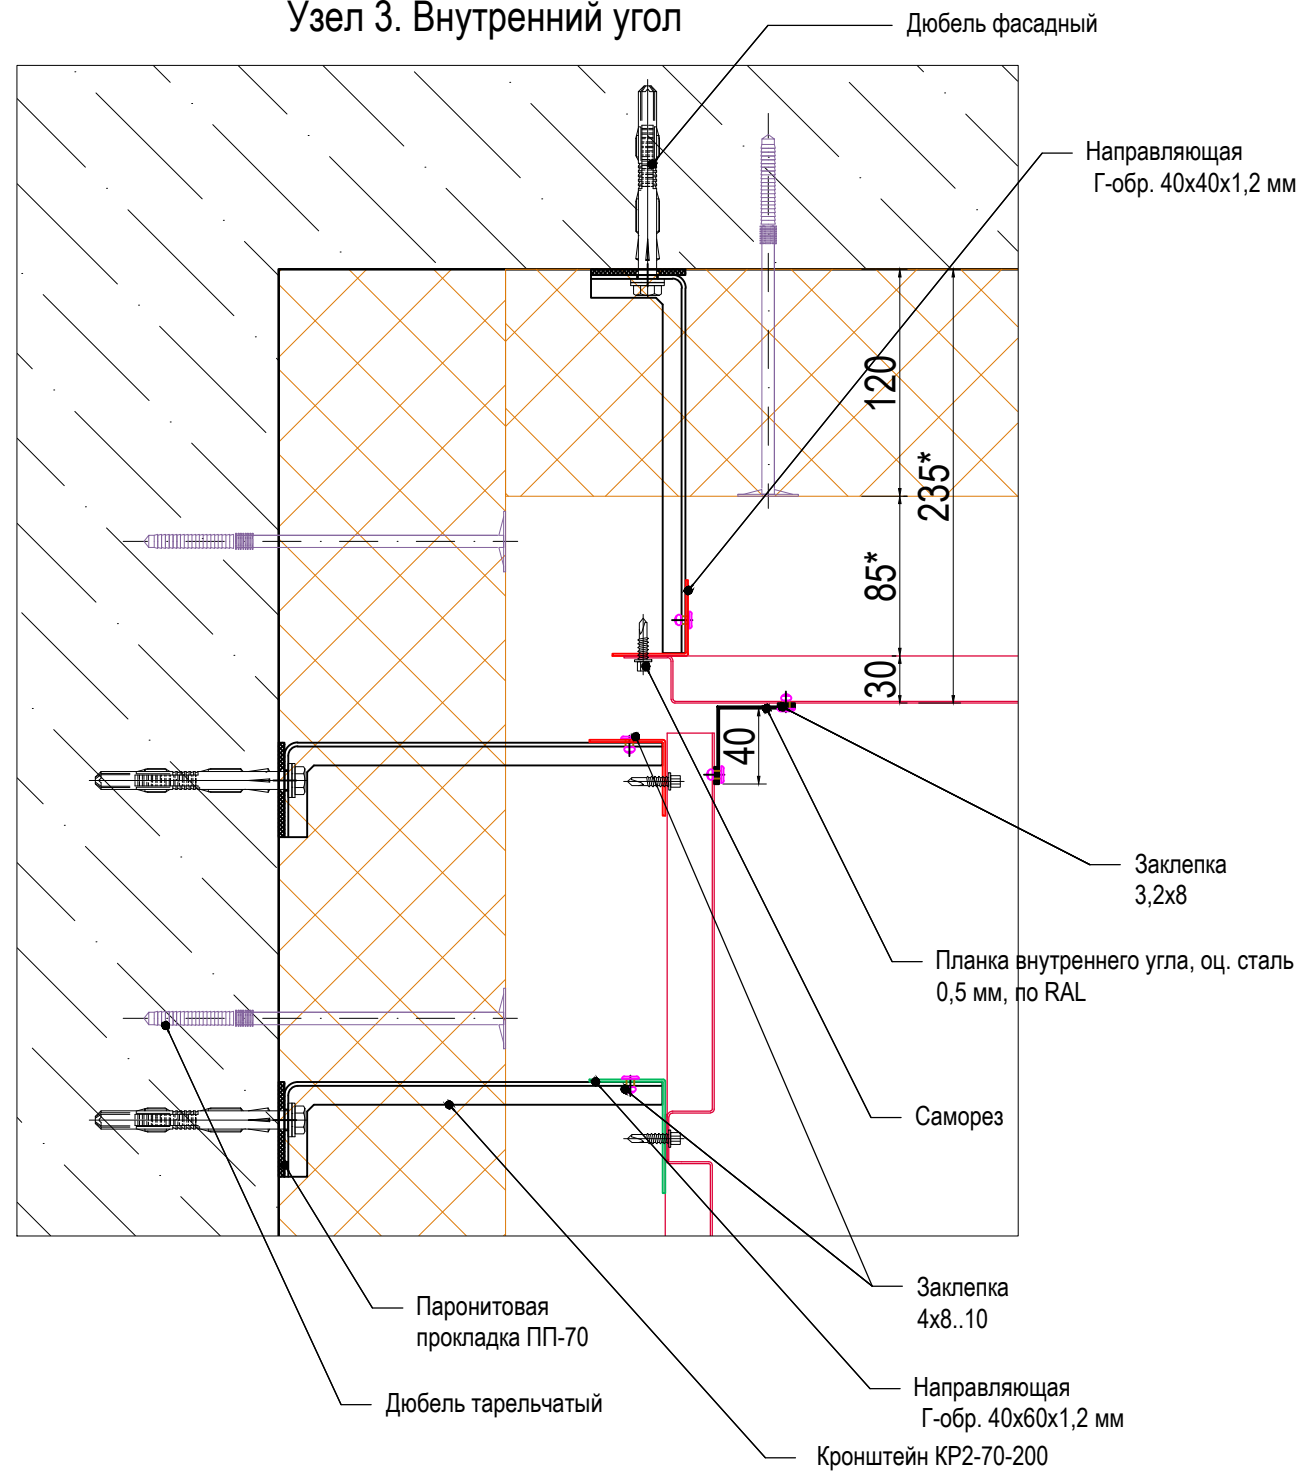 Узел 3. Внутренний угол
Дюбель фасадный
Направляющая
Г-обр. 40х40х1,2 мм
120
235*
85*
30
40
Заклепка
3,2х8
Планка внутреннего угла, оц. сталь
0,5 мм, по RAL
Саморез
Заклепка
4х8..10
Паронитовая
прокладка ПП-70
Направляющая
Г-обр. 40х60х1,2 мм
Дюбель тарельчатый
Кронштейн КР2-70-200